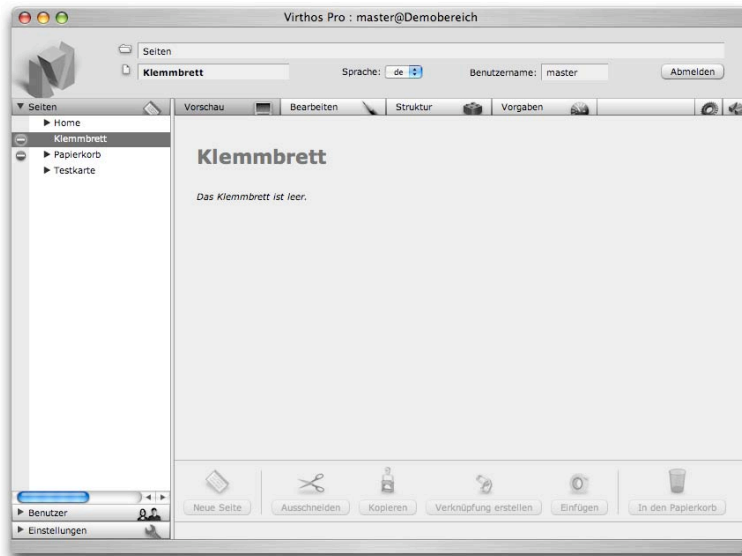 Virthos Pro : master@Demobereich
Seiten
Klemmbrett
Sprache: de
Benutzername: master
Abmelden
Seiten
Vorschau
Bearbeiten
Struktur
Vorgaben
Home
Klemmbrett
Papierkorb
Testkarte
Klemmbrett
Das Klemmbrett ist leer.
Neue Seite
Ausschneiden
Kopieren
Verknüpfung erstellen
Einfügen
In den Papierkorb
Benutzer
Einstellungen